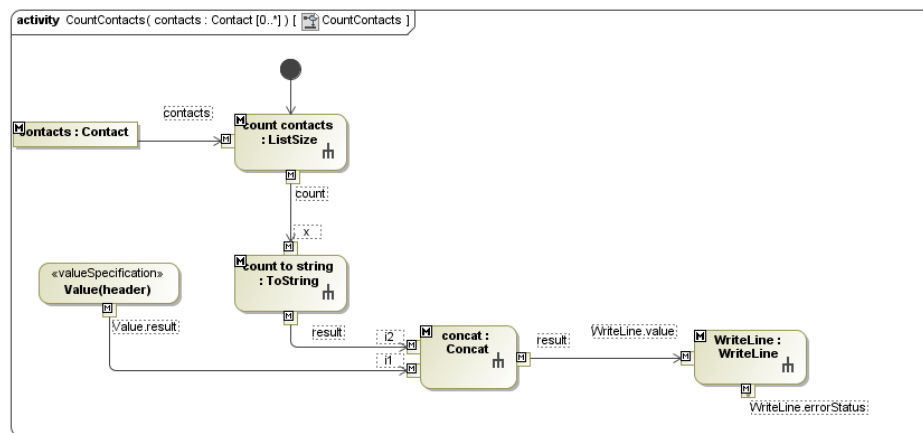 activity CountContacts( contacts : Contact [0..*] ) [ CountContacts ]
contacts
contacts : Contact
M
count contacts
: ListSize
M
M
M
count
x
M
count to string
: ToString
M
«valueSpecification»
Value(header)
M
M
Value.result
result
i2
i1
M
M
M
concat :
Concat
M
result
WriteLine.value
M
M
WriteLine :
WriteLine
M
WriteLine.errorStatus